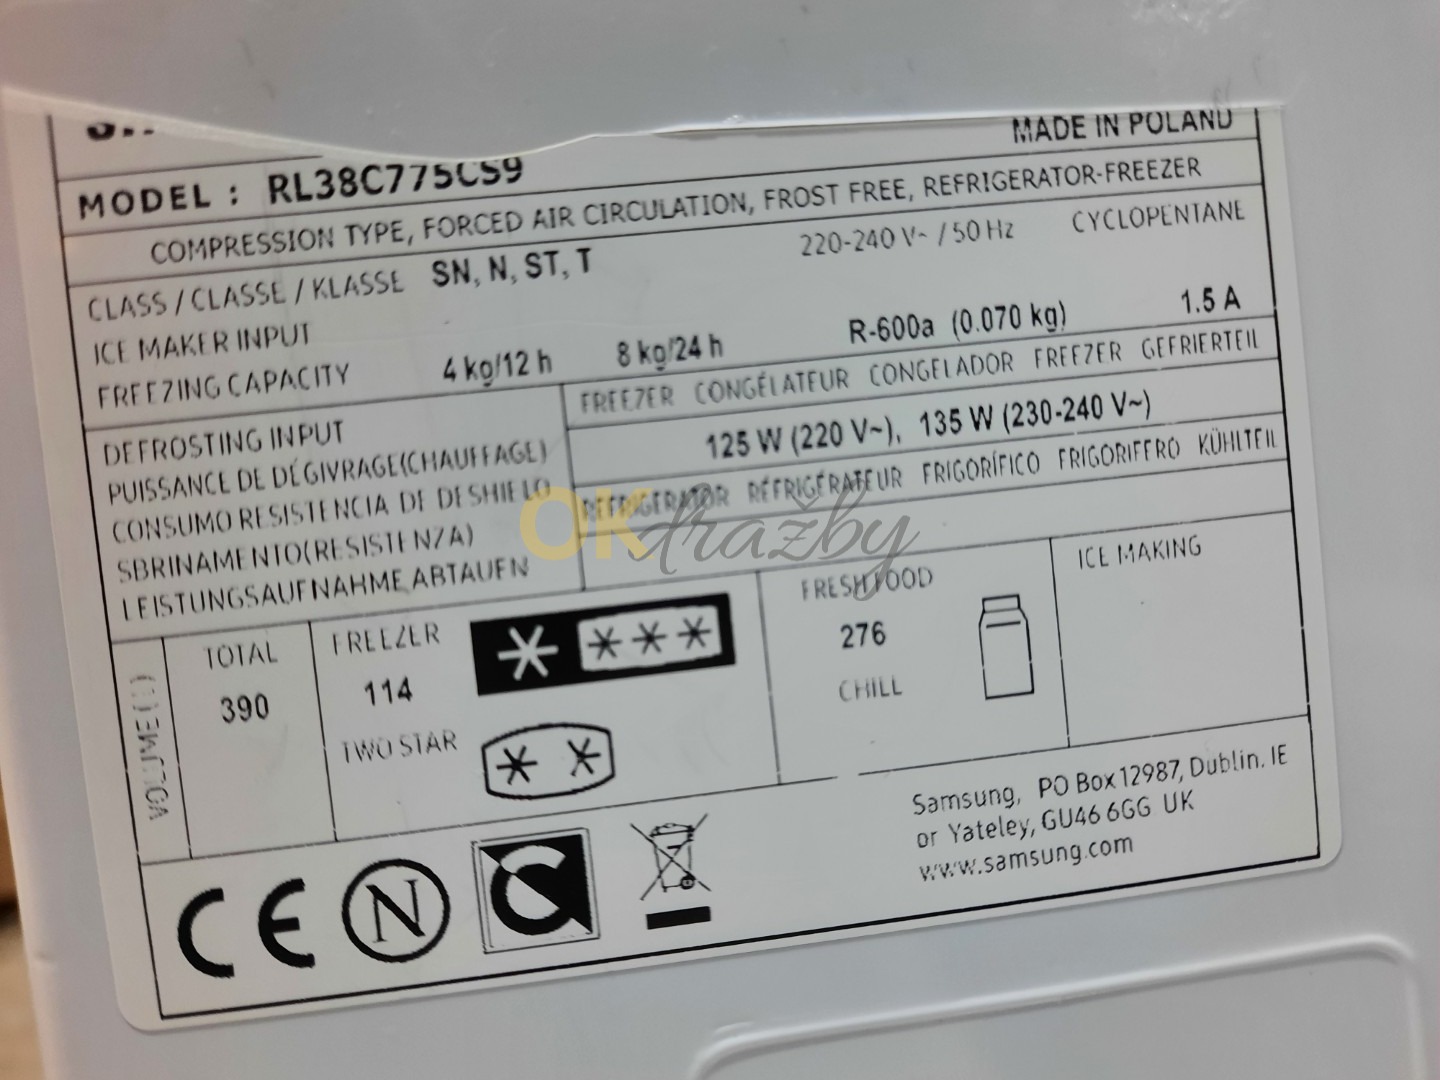 MADE IN POLAND
MODEL : RL38C775CS9
COMPRESSION TYPE, FORCED AIR CIRCULATION, FROST FREE, REFRIGERATOR-FREEZER
CLASS / CLASSE / KLASSE SN, N, ST, T 220-240 V~ / 50 Hz CYCLOPENTANE
ICE MAKER INPUT
FREEZING CAPACITY 4 kg/12 h 8 kg/24 h R-600a (0.070 kg) 1.5 A
FREEZER CONGÉLATEUR CONGELADOR FREEZER GEFRIERTEIL
DEFROSTING INPUT 125 W (220 V~), 135 W (230-240 V~)
PUISSANCE DE DÉGIVRAGE(CHAUFFAGE)
CONSUMO RESISTENCIA DE DESHIELO REFRIGERATOR RÉFRIGÉRATEUR FRIGORÍFICO FRIGORIFERO KÜHLTEIL
SBRINAMENTO(RESISTENZA)
LEISTUNGSAUFNAHME ABTAUEN
OKdražby
VOLUME
TOTAL
390
FREEZER
114
TWO STAR
FRESH FOOD
276
CHILL
ICE MAKING
Samsung, PO Box 12987, Dublin. IE
or Yateley, GU46 6GG UK
www.samsung.com
CE N